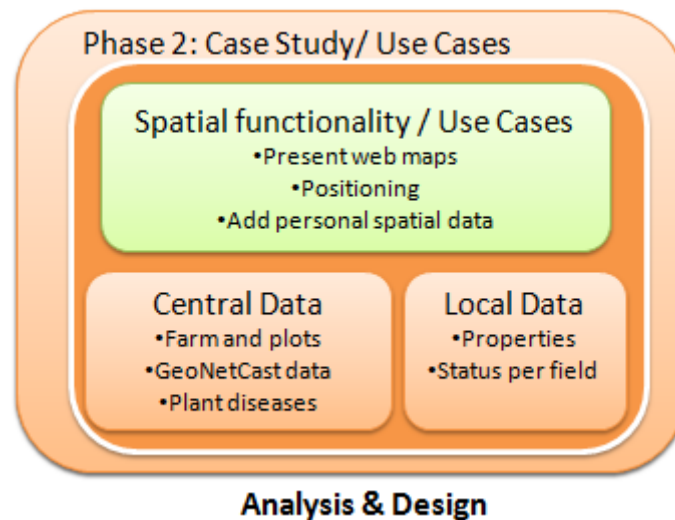 Phase 2: Case Study/ Use Cases
Spatial functionality / Use Cases
•Present web maps
•Positioning
•Add personal spatial data
Central Data
•Farm and plots
•GeoNetCast data
•Plant diseases
Local Data
•Properties
•Status per field
Analysis & Design